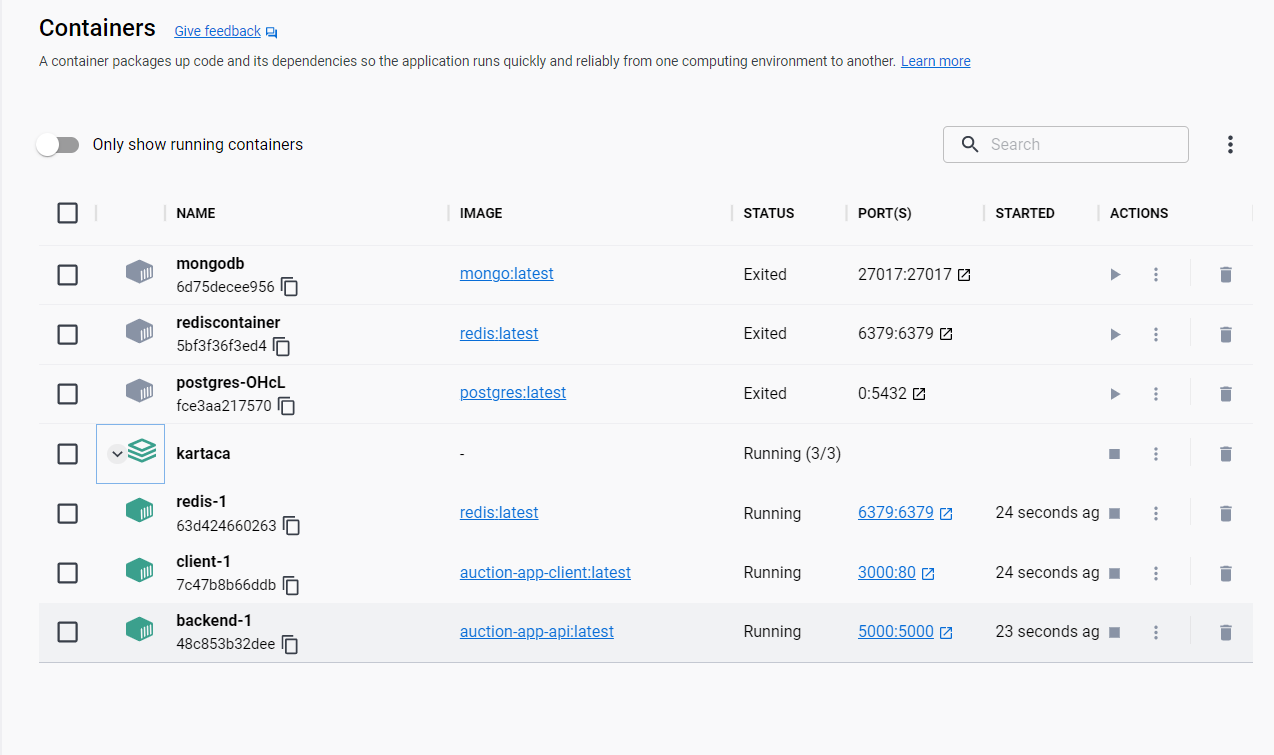 Containers Give feedback
A container packages up code and its dependencies so the application runs quickly and reliably from one computing environment to another. Learn more
Only show running containers
Search
NAME IMAGE STATUS PORT(S) STARTED ACTIONS
mongodb
6d75decee956 mongo:latest Exited 27017:27017
rediscontainer
5bf3f36f3ed4 redis:latest Exited 6379:6379
postgres-OHcL
fce3aa217570 postgres:latest Exited 0:5432
kartaca - Running (3/3)
redis-1
63d424660263 redis:latest Running 6379:6379 24 seconds ag
client-1
7c47b8b66ddb auction-app-client:latest Running 3000:80 24 seconds ag
backend-1
48c853b32dee auction-app-api:latest Running 5000:5000 23 seconds ag